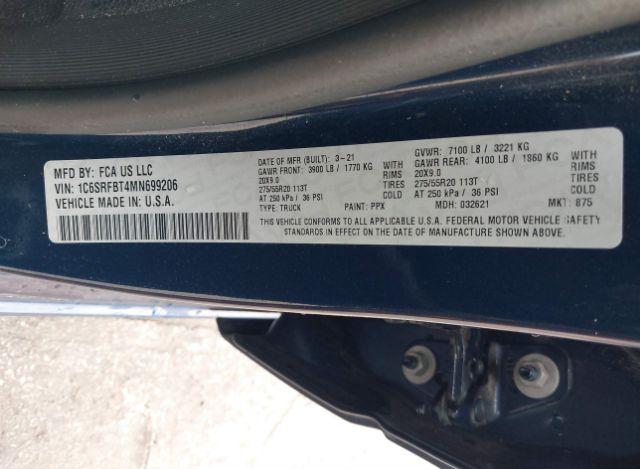 MFD BY: FCA US LLC
VIN: 1C6SRFBT4MN699206
VEHICLE MADE IN: U.S.A.
DATE OF MFR (BUILT): 3-21
GAWR FRONT: 3900 LB / 1770 KG WITH
20X9.0 RIMS
275/55R20 113T TIRES
AT 250 kPa / 36 PSI COLD
TYPE: TRUCK PAINT: PPX
GVWR: 7100 LB / 3221 KG
GAWR REAR: 4100 LB / 1860 KG WITH
20X9.0 RIMS
275/55R20 113T TIRES
AT 250 kPa / 36 PSI COLD
MDH: 032621 MKT: 875
THIS VEHICLE CONFORMS TO ALL APPLICABLE U.S.A. FEDERAL MOTOR VEHICLE SAFETY
STANDARDS IN EFFECT ON THE DATE OF MANUFACTURE SHOWN ABOVE.